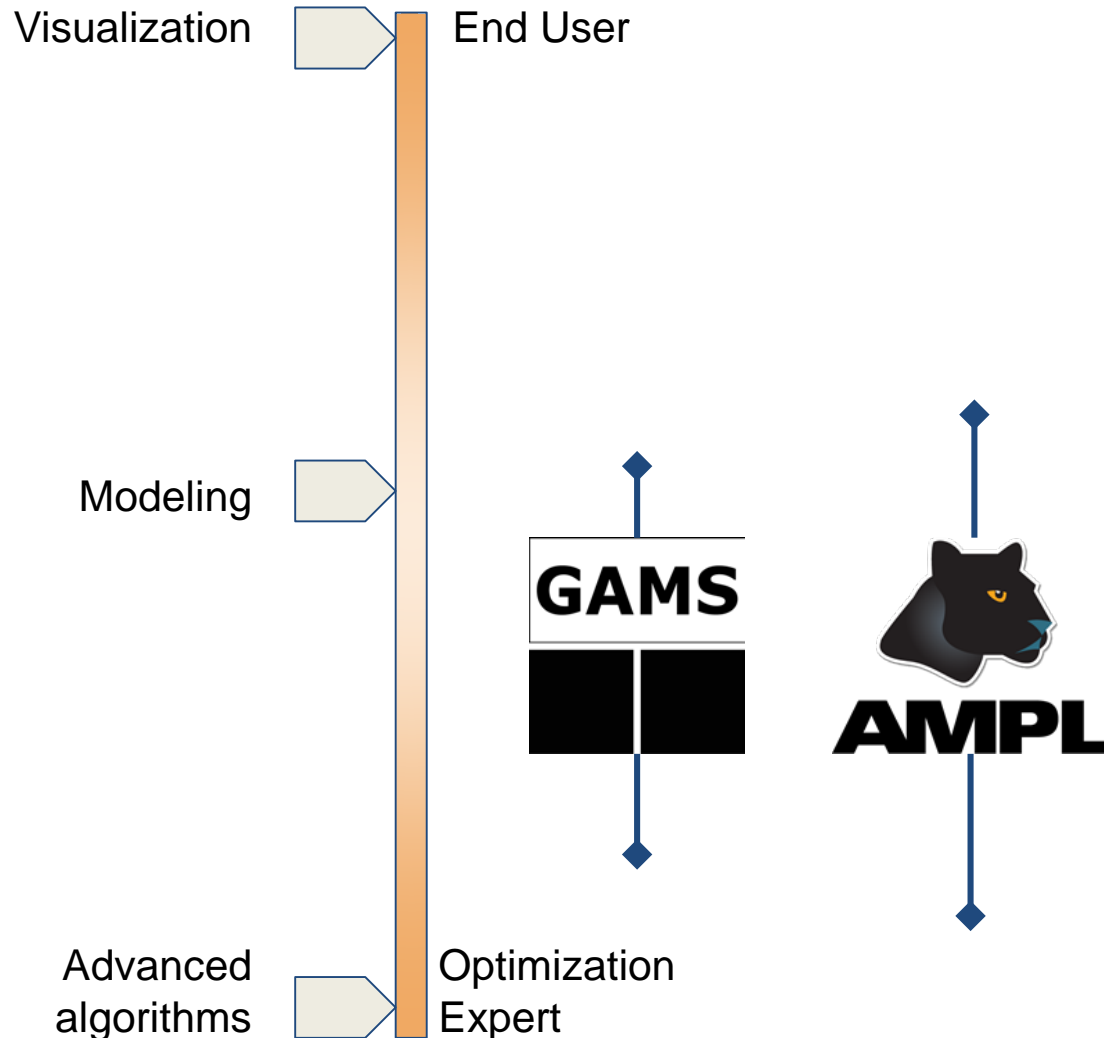 Visualization
End User
Modeling
GAMS
AMPL
Advanced
algorithms
Optimization
Expert